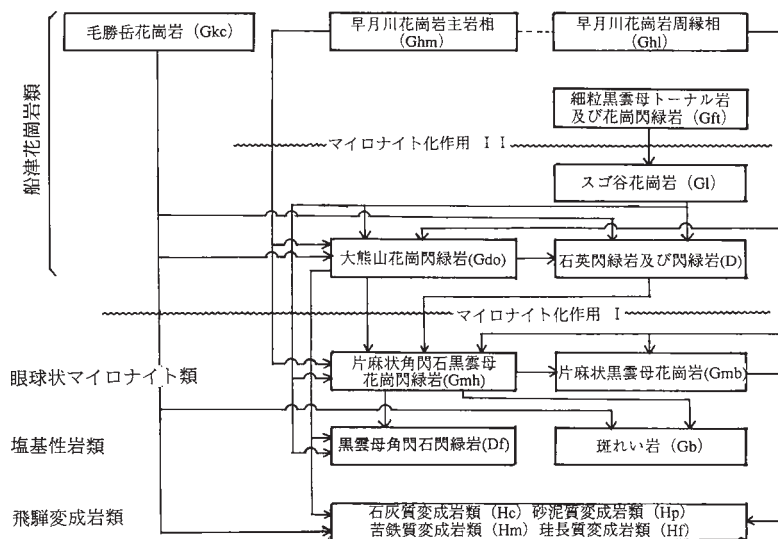 毛勝岳花崗岩 (Gkc)
早月川花崗岩主岩相
(Ghm)
早月川花崗岩周縁相
(Ghl)
細粒黒雲母トーナル岩
及び花崗閃緑岩 (Gft)
船津花崗岩類
マイロナイト化作用 II
スゴ谷花崗岩 (Gl)
大熊山花崗閃緑岩(Gdo)
石英閃緑岩及び閃緑岩(D)
マイロナイト化作用 I
眼球状マイロナイト類
片麻状角閃石黒雲母
花崗閃緑岩(Gmh)
片麻状黒雲母花崗岩(Gmb)
塩基性岩類
黒雲母角閃石閃緑岩(Df)
斑れい岩 (Gb)
飛騨変成岩類
石灰質変成岩類 (Hc) 砂泥質変成岩類 (Hp)
苦鉄質変成岩類 (Hm) 珪長質変成岩類 (Hf)